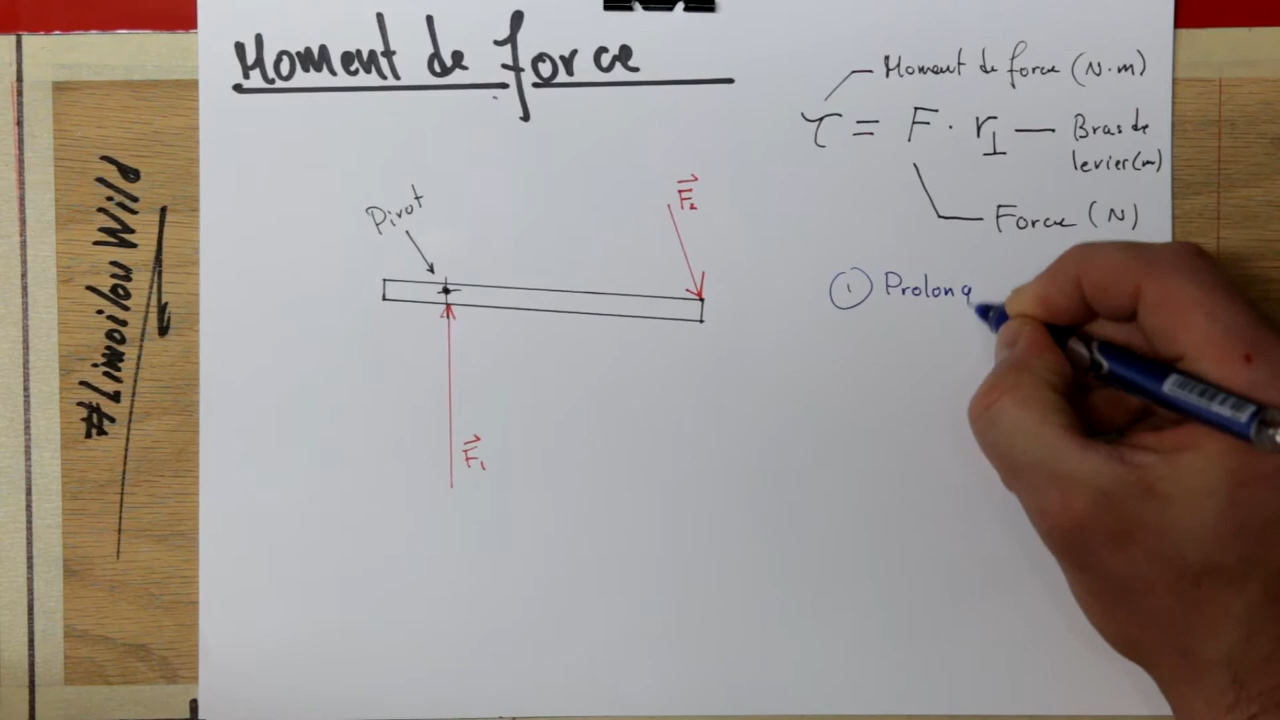 Moment de force
Moment de force (N·m)
τ = F · r⊥
Bras de
levier (m)
Force (N)
Pivot
F⃗₂
① Prolong
F⃗₁
#Limoilou Wild